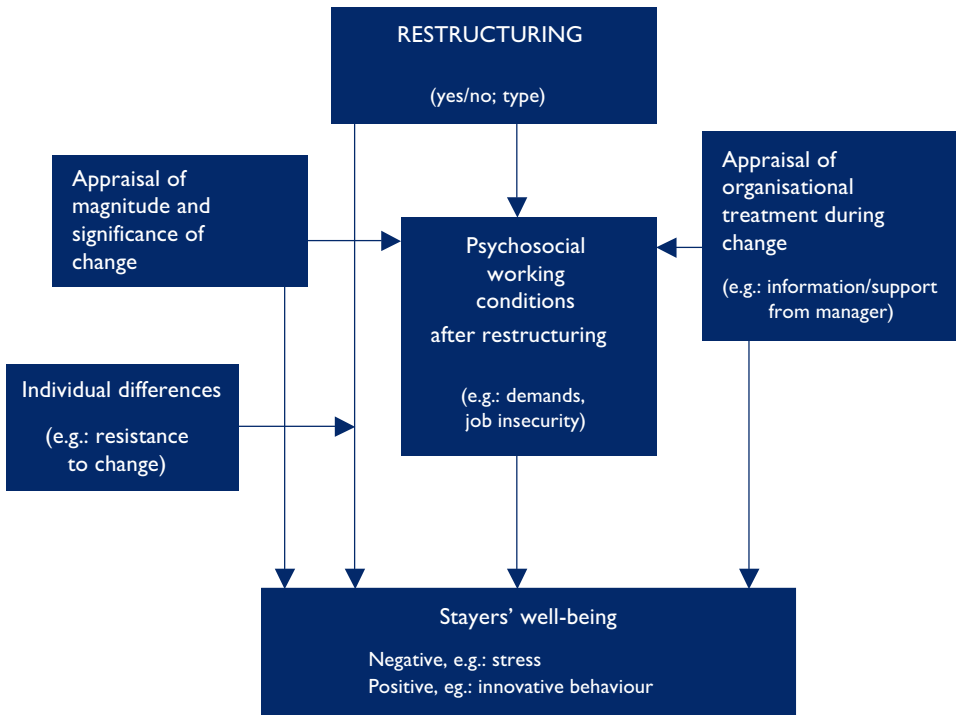 RESTRUCTURING
(yes/no; type)
Appraisal of
magnitude and
significance of
change
Appraisal of
organisational
treatment during
change
(e.g.: information/support
from manager)
Psychosocial
working
conditions
after restructuring
(e.g.: demands,
job insecurity)
Individual differences
(e.g.: resistance
to change)
Stayers’ well-being
Negative, e.g.: stress
Positive, eg.: innovative behaviour